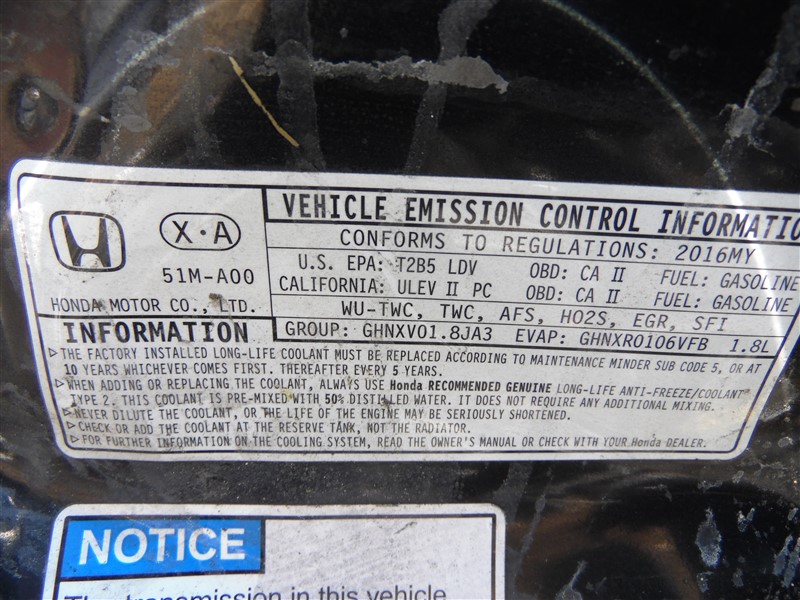 X·A
51M-A00
HONDA MOTOR CO., LTD.
VEHICLE EMISSION CONTROL INFORMATIO
CONFORMS TO REGULATIONS: 2016MY
U.S. EPA: T2B5 LDV OBD: CA II FUEL: GASOLINE
CALIFORNIA: ULEV II PC OBD: CA II FUEL: GASOLINE
WU-TWC, TWC, AFS, HO2S, EGR, SFI
GROUP: GHNXV01.8JA3 EVAP: GHNXR0106VFB 1.8L
INFORMATION
▷THE FACTORY INSTALLED LONG-LIFE COOLANT MUST BE REPLACED ACCORDING TO MAINTENANCE MINDER SUB CODE 5, OR AT
10 YEARS WHICHEVER COMES FIRST. THEREAFTER EVERY 5 YEARS.
▷WHEN ADDING OR REPLACING THE COOLANT, ALWAYS USE Honda RECOMMENDED GENUINE LONG-LIFE ANTI-FREEZE/COOLANT
TYPE 2. THIS COOLANT IS PRE-MIXED WITH 50% DISTILLED WATER. IT DOES NOT REQUIRE ANY ADDITIONAL MIXING.
▷NEVER DILUTE THE COOLANT, OR THE LIFE OF THE ENGINE MAY BE SERIOUSLY SHORTENED.
▷CHECK OR ADD THE COOLANT AT THE RESERVE TANK, NOT THE RADIATOR.
▷FOR FURTHER INFORMATION ON THE COOLING SYSTEM, READ THE OWNER'S MANUAL OR CHECK WITH YOUR Honda DEALER.
NOTICE
The transmission in this vehicle